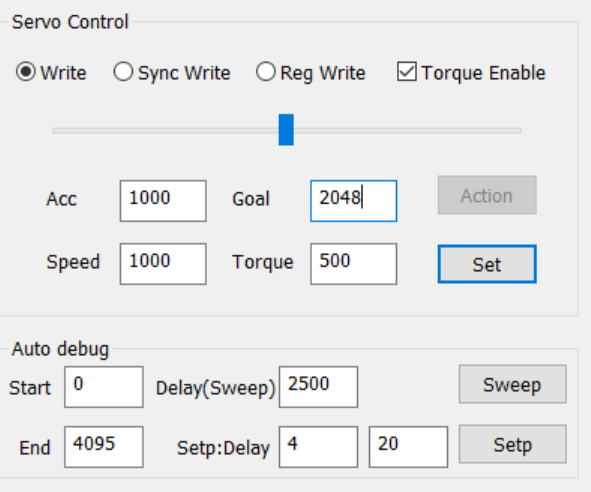 Servo Control
Write Sync Write Reg Write Torque Enable
Acc 1000 Goal 2048 Action
Speed 1000 Torque 500 Set
Auto debug
Start 0 Delay(Sweep) 2500 Sweep
End 4095 Setp:Delay 4 20 Setp